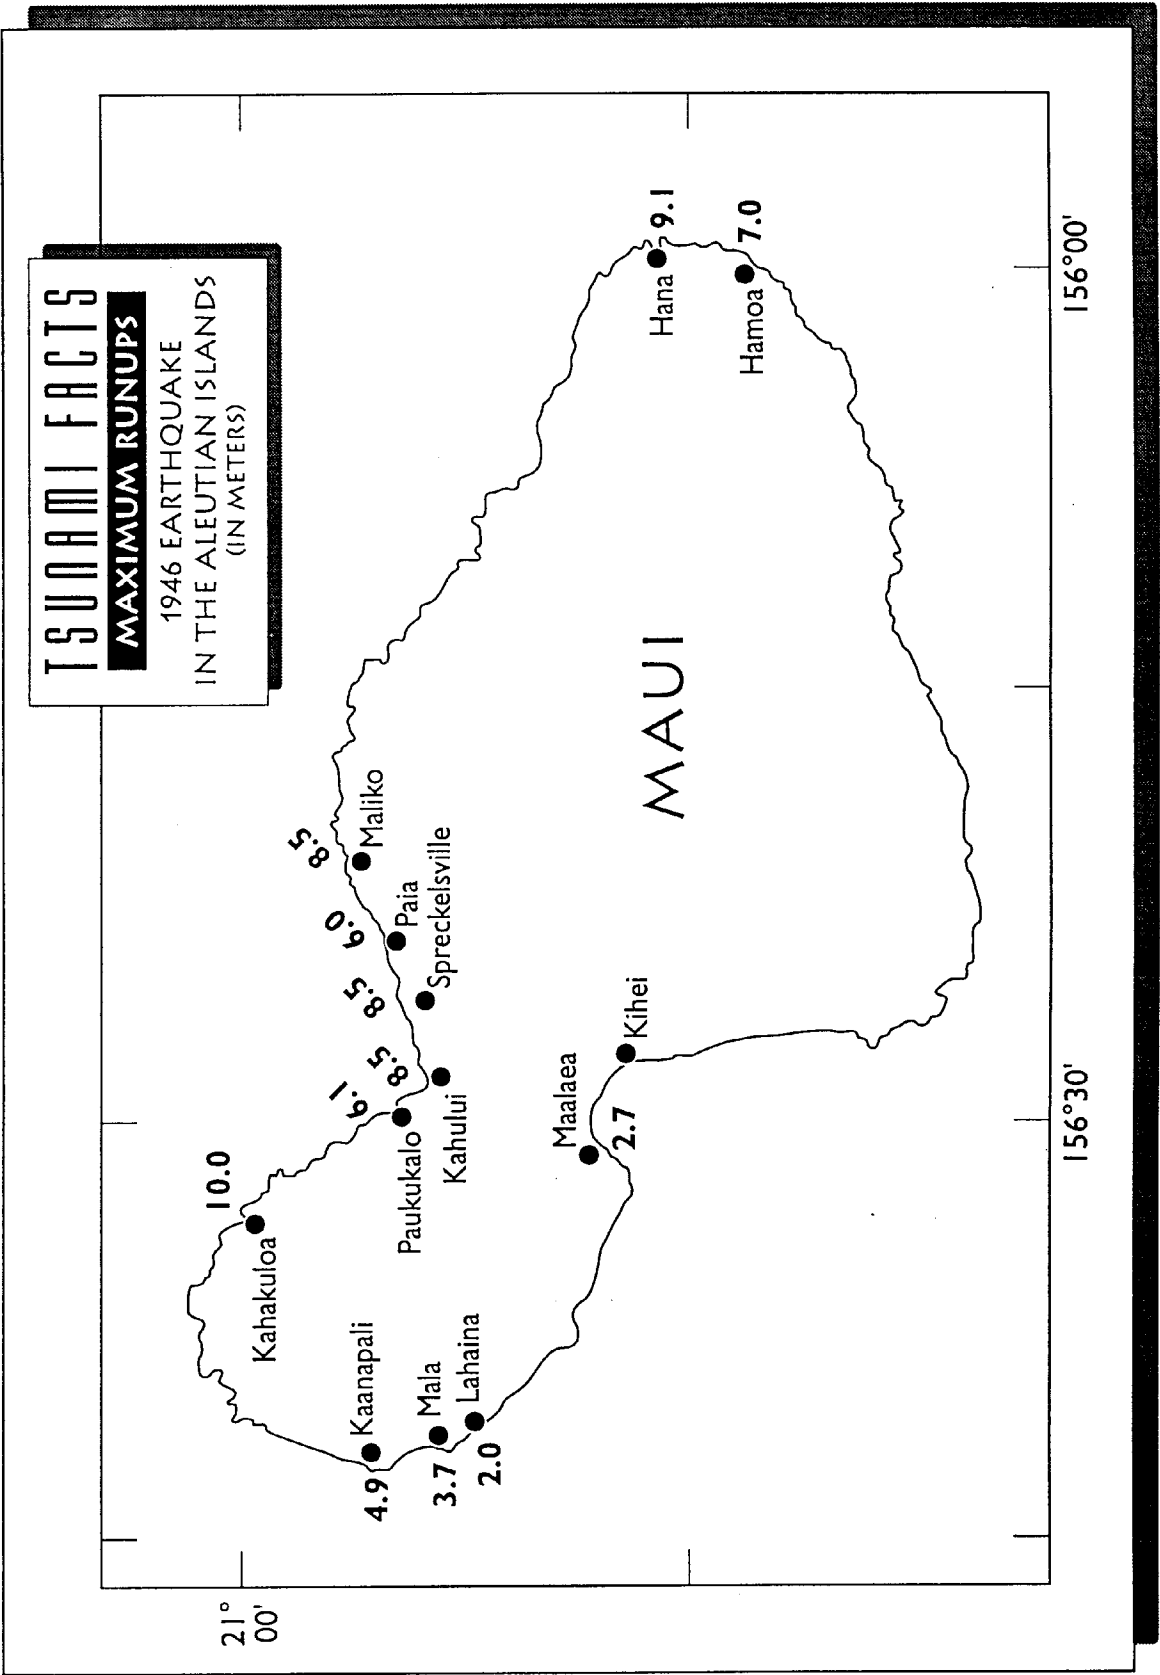 TSUNAMI FACTS
MAXIMUM RUNUPS
1946 EARTHQUAKE
IN THE ALEUTIAN ISLANDS
(IN METERS)
21°
00'
10.0
Kahakuloa
4.9
Kaanapali
3.7
Mala
2.0
Lahaina
6.1
Paukukalo
8.5
Kahului
8.5
Spreckelsville
6.0
Paia
8.5
Maliko
Maalaea
2.7
Kihei
MAUI
Hana
9.1
Hamoa
7.0
156°30'
156°00'